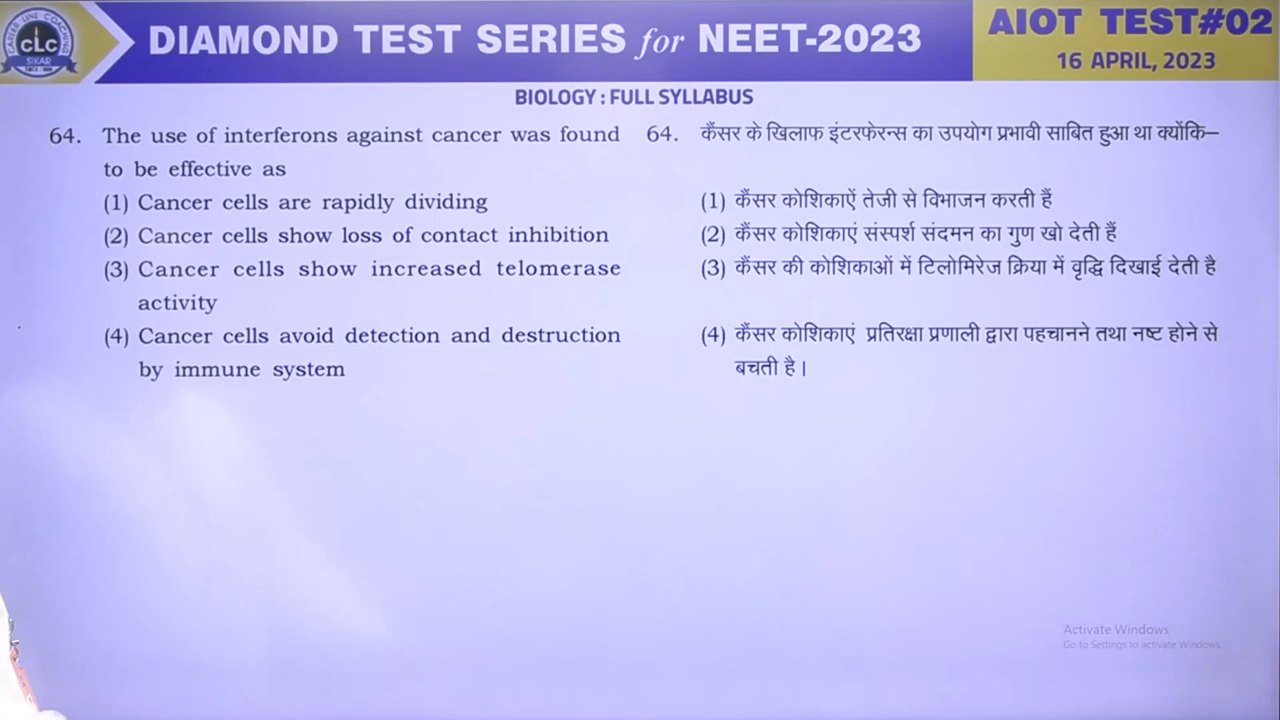 CAREER LINE COACHING
CLC
SIKAR
DIAMOND TEST SERIES for NEET-2023
AIOT TEST#02
16 APRIL, 2023
BIOLOGY : FULL SYLLABUS
64. The use of interferons against cancer was found
to be effective as
(1) Cancer cells are rapidly dividing
(2) Cancer cells show loss of contact inhibition
(3) Cancer cells show increased telomerase
activity
(4) Cancer cells avoid detection and destruction
by immune system
64. कैंसर के खिलाफ इंटरफेरन्स का उपयोग प्रभावी साबित हुआ था क्योंकि–
(1) कैंसर कोशिकाऐं तेजी से विभाजन करती हैं
(2) कैंसर कोशिकाएं संस्पर्श संदमन का गुण खो देती हैं
(3) कैंसर की कोशिकाओं में टिलोमिरेज क्रिया में वृद्धि दिखाई देती है
(4) कैंसर कोशिकाएं प्रतिरक्षा प्रणाली द्वारा पहचानने तथा नष्ट होने से
बचती है।
Activate Windows
Go to Settings to activate Windows.